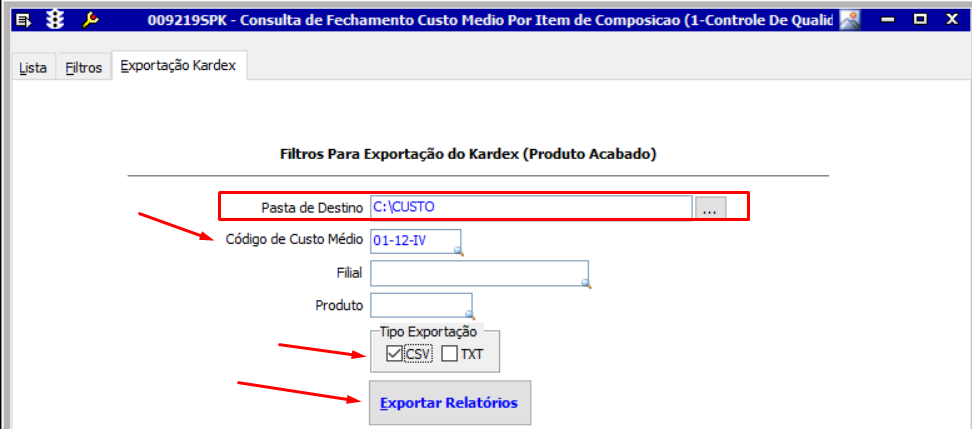 009219SPK - Consulta de Fechamento Custo Medio Por Item de Composicao (1-Controle De Qualid
Lista Filtros Exportação Kardex
Filtros Para Exportação do Kardex (Produto Acabado)
Pasta de Destino C:\CUSTO ...
Código de Custo Médio 01-12-IV
Filial
Produto
Tipo Exportação
CSV TXT
Exportar Relatórios